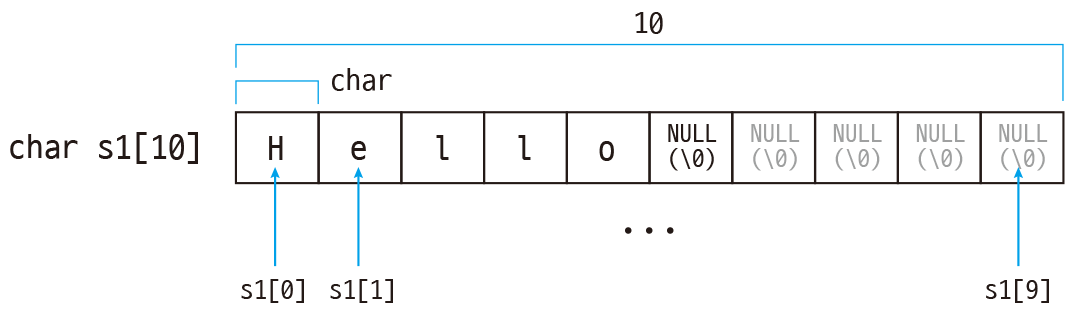 10
char
char s1[10]
H e l l o NULL NULL NULL NULL NULL
(\0) (\0) (\0) (\0) (\0)
...
s1[0] s1[1] s1[9]